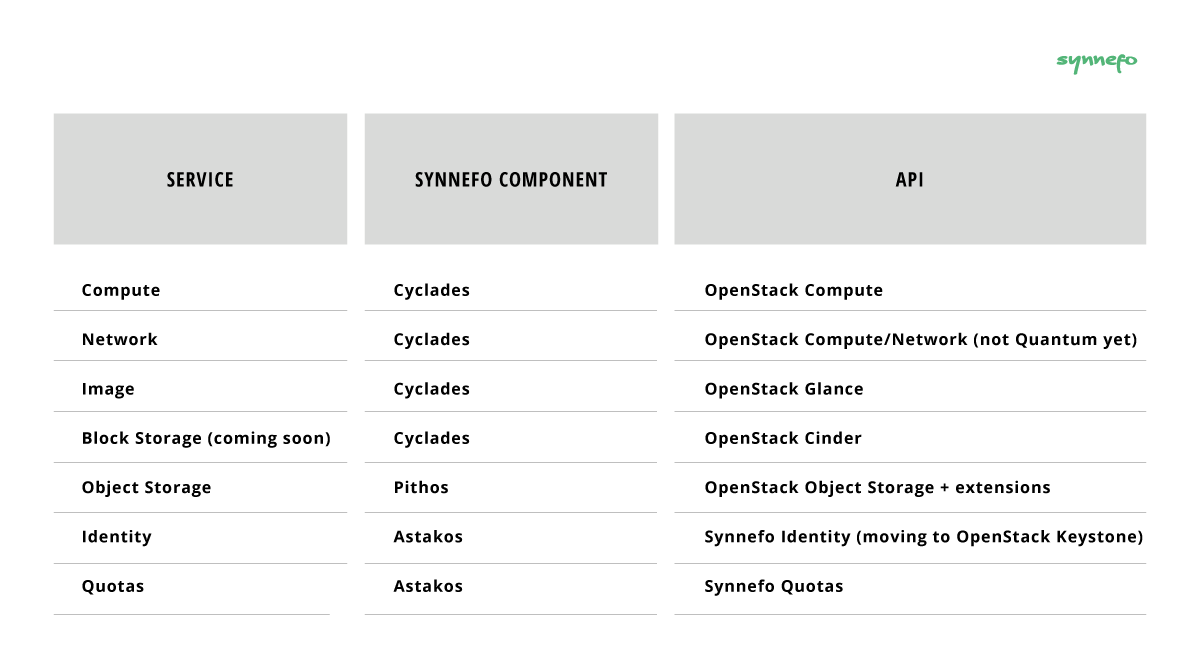 synnefo
SERVICE SYNNEFO COMPONENT API
Compute Cyclades OpenStack Compute
Network Cyclades OpenStack Compute/Network (not Quantum yet)
Image Cyclades OpenStack Glance
Block Storage (coming soon) Cyclades OpenStack Cinder
Object Storage Pithos OpenStack Object Storage + extensions
Identity Astakos Synnefo Identity (moving to OpenStack Keystone)
Quotas Astakos Synnefo Quotas